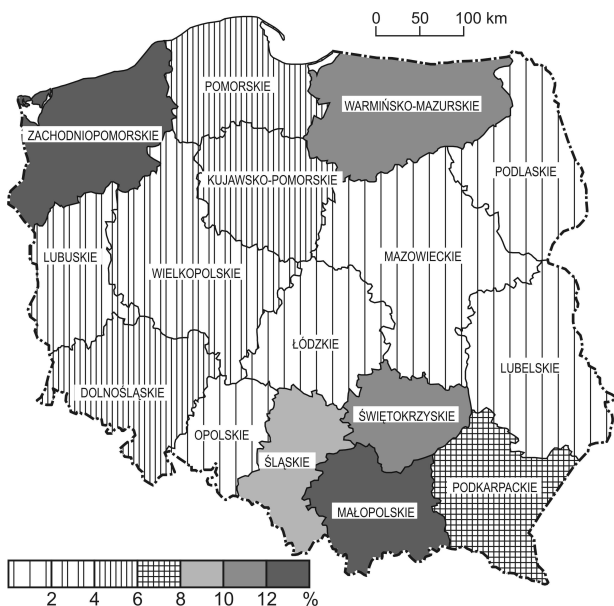 0 50 100 km
POMORSKIE
WARMIŃSKO-MAZURSKIE
ZACHODNIOPOMORSKIE
PODLASKIE
KUJAWSKO-POMORSKIE
MAZOWIECKIE
LUBUSKIE
WIELKOPOLSKIE
ŁÓDZKIE
LUBELSKIE
DOLNOŚLĄSKIE
ŚWIĘTOKRZYSKIE
OPOLSKIE
ŚLĄSKIE
PODKARPACKIE
MAŁOPOLSKIE
2 4 6 8 10 12 %